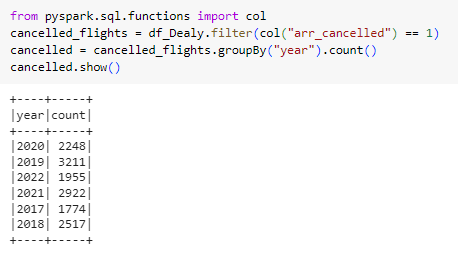 from pyspark.sql.functions import col
cancelled_flights = df_Dealy.filter(col("arr_cancelled") == 1)
cancelled = cancelled_flights.groupBy("year").count()
cancelled.show()
+----+-----+
|year|count|
+----+-----+
|2020| 2248|
|2019| 3211|
|2022| 1955|
|2021| 2922|
|2017| 1774|
|2018| 2517|
+----+-----+